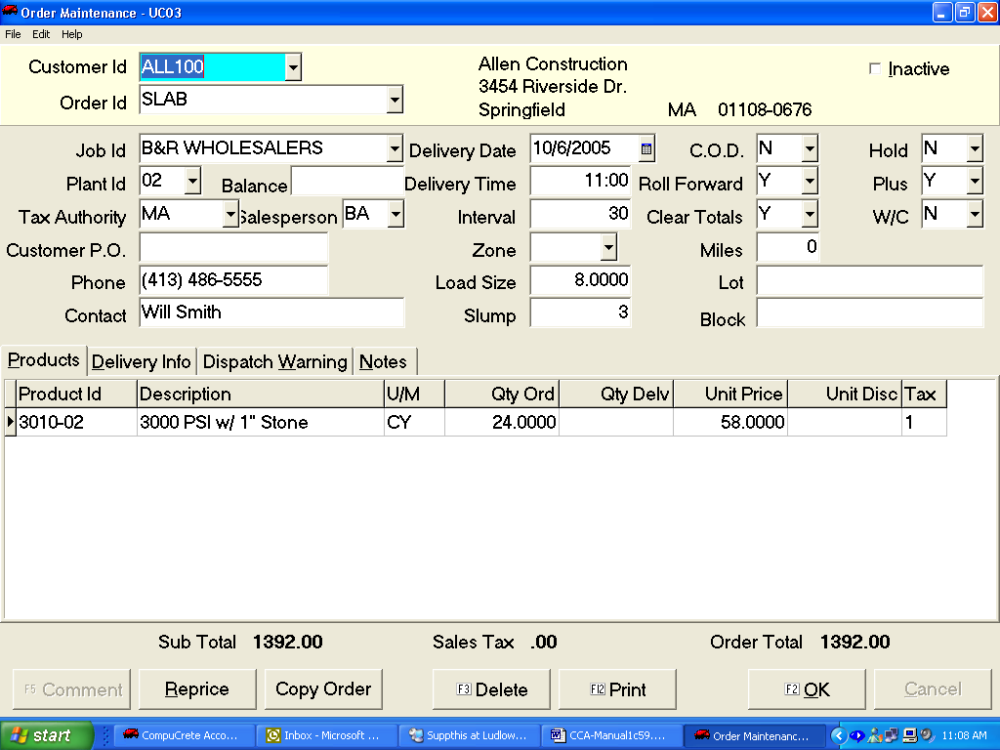 Order Maintenance - UC03
File Edit Help
Customer Id ALL100 Allen Construction Inactive
3454 Riverside Dr.
Order Id SLAB Springfield MA 01108-0676
Job Id B&R WHOLESALERS Delivery Date 10/6/2005 C.O.D. N Hold N
Plant Id 02 Balance Delivery Time 11:00 Roll Forward Y Plus Y
Tax Authority MA Salesperson BA Interval 30 Clear Totals Y W/C N
Customer P.O. Zone Miles 0
Phone (413) 486-5555 Load Size 8.0000 Lot
Contact Will Smith Slump 3 Block
Products Delivery Info Dispatch Warning Notes
Product Id Description U/M Qty Ord Qty Delv Unit Price Unit Disc Tax
3010-02 3000 PSI w/ 1" Stone CY 24.0000 58.0000 1
Sub Total 1392.00 Sales Tax .00 Order Total 1392.00
F5 Comment Reprice Copy Order F3 Delete F12 Print F2 OK Cancel
start CompuCrete Acco... Inbox - Microsoft ... Suppthis at Ludlow... CCA-Manual1c59.... Order Maintenanc... 11:08 AM